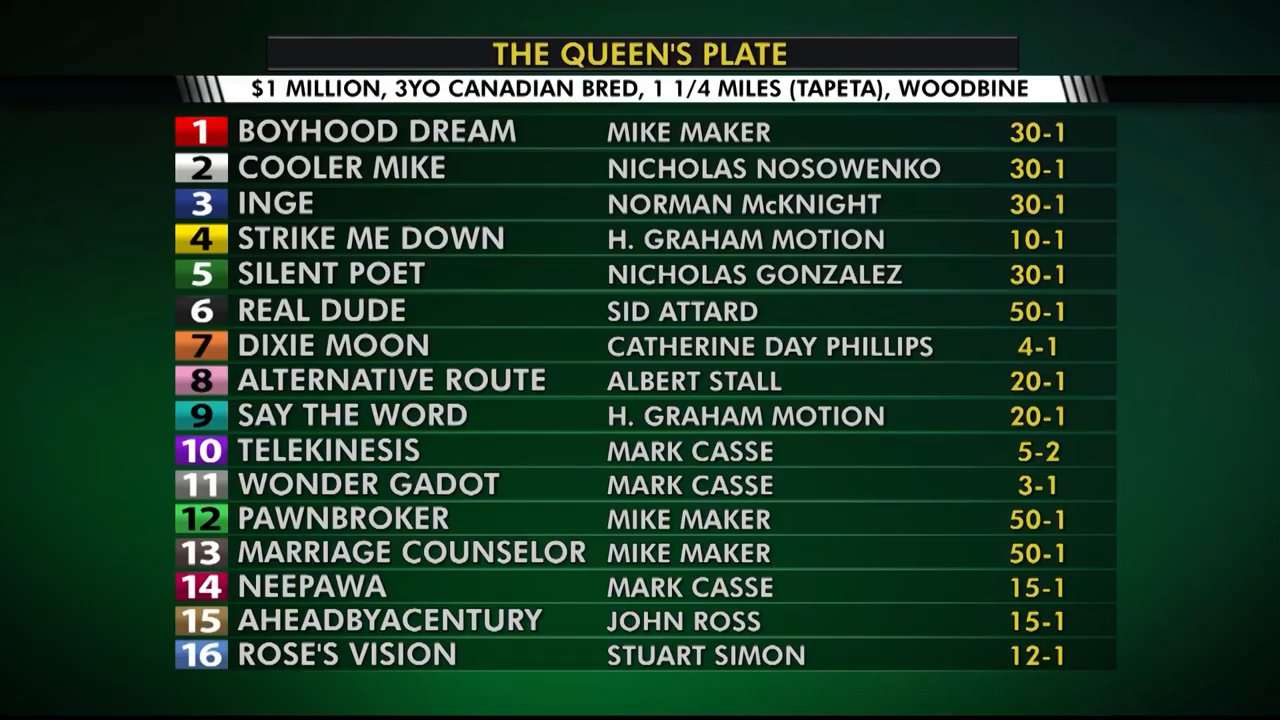 THE QUEEN'S PLATE
$1 MILLION, 3YO CANADIAN BRED, 1 1/4 MILES (TAPETA), WOODBINE
1 BOYHOOD DREAM MIKE MAKER 30-1
2 COOLER MIKE NICHOLAS NOSOWENKO 30-1
3 INGE NORMAN McKNIGHT 30-1
4 STRIKE ME DOWN H. GRAHAM MOTION 10-1
5 SILENT POET NICHOLAS GONZALEZ 30-1
6 REAL DUDE SID ATTARD 50-1
7 DIXIE MOON CATHERINE DAY PHILLIPS 4-1
8 ALTERNATIVE ROUTE ALBERT STALL 20-1
9 SAY THE WORD H. GRAHAM MOTION 20-1
10 TELEKINESIS MARK CASSE 5-2
11 WONDER GADOT MARK CASSE 3-1
12 PAWNBROKER MIKE MAKER 50-1
13 MARRIAGE COUNSELOR MIKE MAKER 50-1
14 NEEPAWA MARK CASSE 15-1
15 AHEADBYACENTURY JOHN ROSS 15-1
16 ROSE'S VISION STUART SIMON 12-1